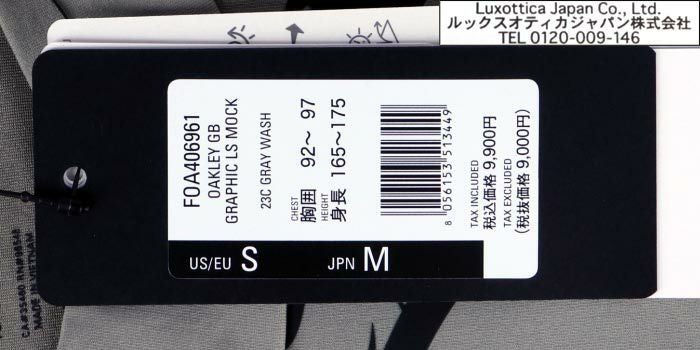 Luxottica Japan Co., Ltd.
ルックスオティカジャパン株式会社
TEL 0120-009-146
FOA406961
OAKLEY GB
GRAPHIC LS MOCK
23C GRAY WASH
CHEST
胸囲 92～ 97
HEIGHT
身長 165～175
8 056153 513449
TAX INCLUDED
税込価格 9,900円
TAX EXCLUDED
(税抜価格 9,000円)
US/EU S JPN M
MADE IN VIETNAM